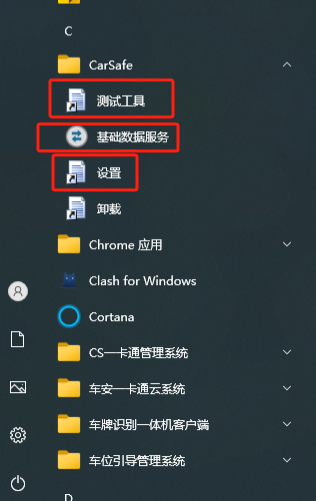 C
CarSafe
测试工具
基础数据服务
设置
卸载
Chrome 应用
Clash for Windows
Cortana
CS一卡通管理系统
车安一卡通云系统
车牌识别一体机客户端
车位引导管理系统
D